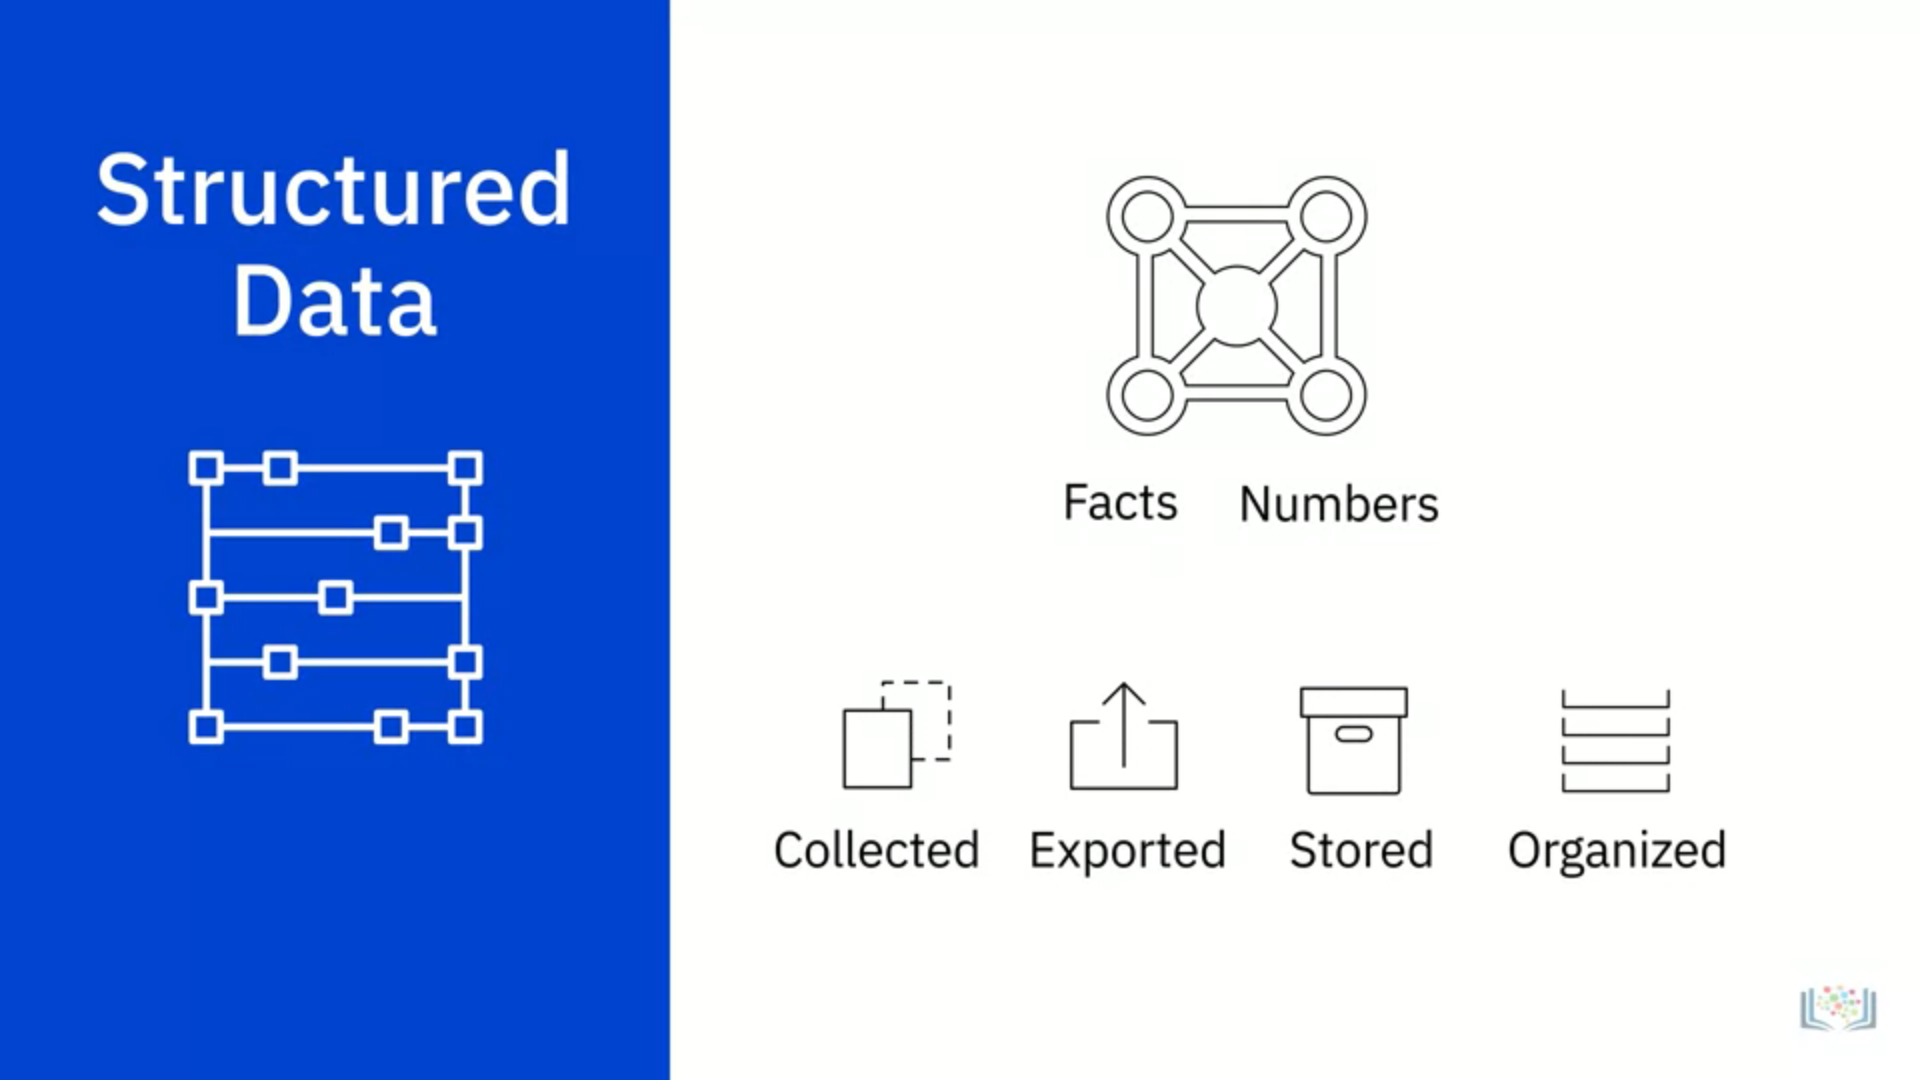 Structured
Data
Facts Numbers
Collected Exported Stored Organized